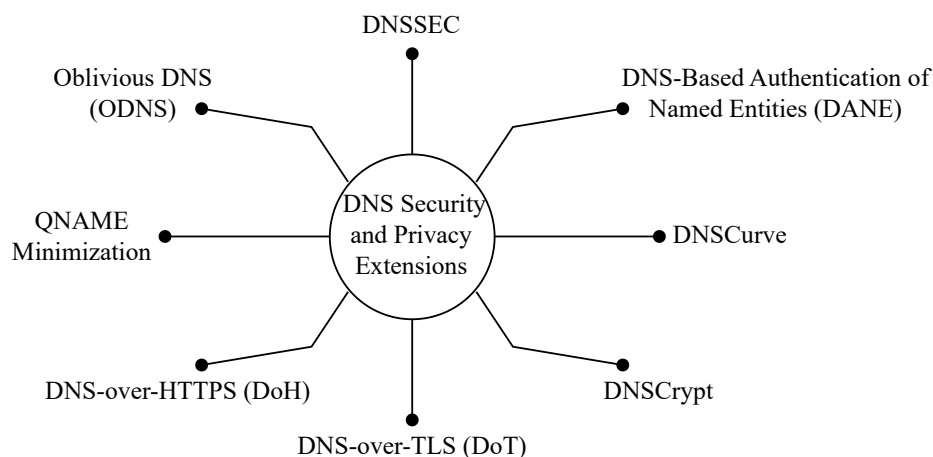 DNSSEC
Oblivious DNS
(ODNS)
DNS-Based Authentication of
Named Entities (DANE)
QNAME
Minimization
DNS Security
and Privacy
Extensions
DNSCurve
DNS-over-HTTPS (DoH)
DNSCrypt
DNS-over-TLS (DoT)